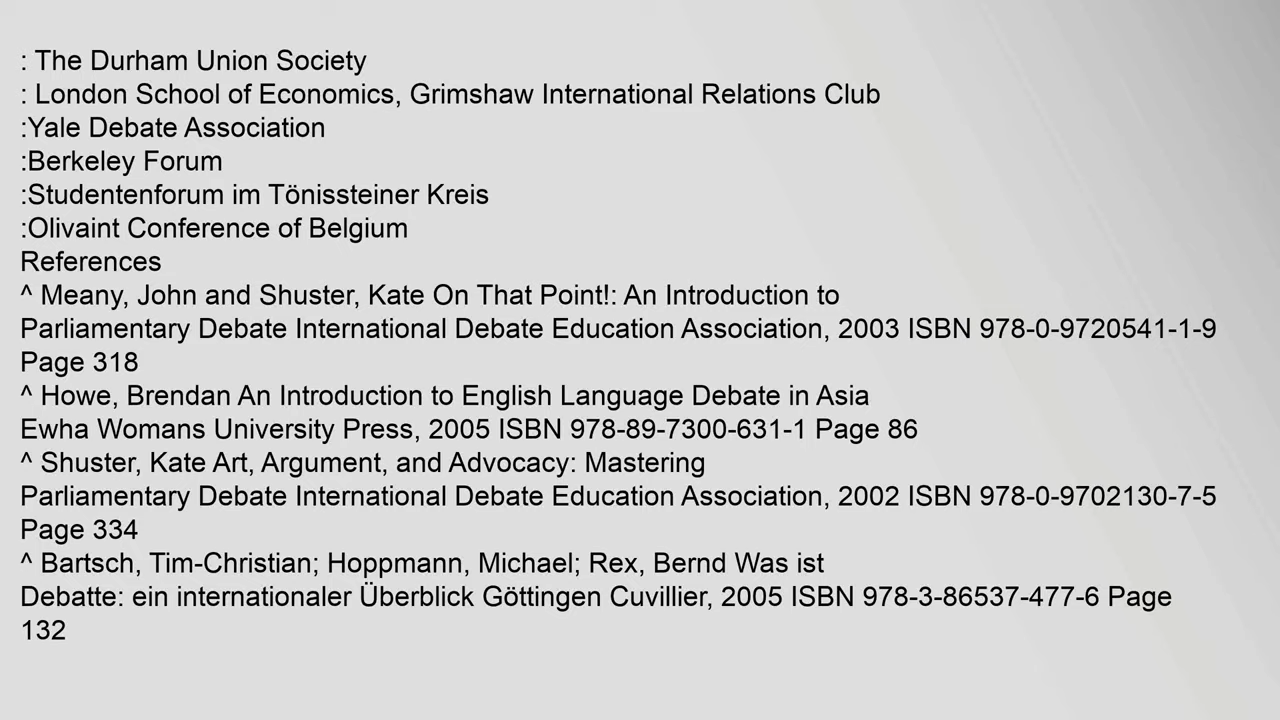 : The Durham Union Society
: London School of Economics, Grimshaw International Relations Club
:Yale Debate Association
:Berkeley Forum
:Studentenforum im Tönissteiner Kreis
:Olivaint Conference of Belgium
References
^ Meany, John and Shuster, Kate On That Point!: An Introduction to
Parliamentary Debate International Debate Education Association, 2003 ISBN 978-0-9720541-1-9
Page 318
^ Howe, Brendan An Introduction to English Language Debate in Asia
Ewha Womans University Press, 2005 ISBN 978-89-7300-631-1 Page 86
^ Shuster, Kate Art, Argument, and Advocacy: Mastering
Parliamentary Debate International Debate Education Association, 2002 ISBN 978-0-9702130-7-5
Page 334
^ Bartsch, Tim-Christian; Hoppmann, Michael; Rex, Bernd Was ist
Debatte: ein internationaler Überblick Göttingen Cuvillier, 2005 ISBN 978-3-86537-477-6 Page
132